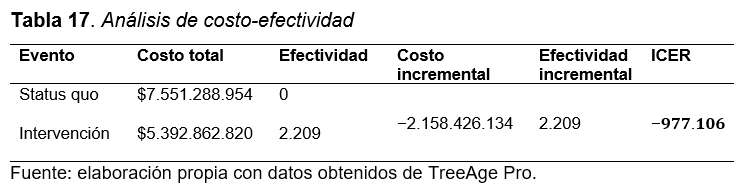 Tabla 17. Análisis de costo-efectividad
Evento Costo total Efectividad Costo incremental Efectividad incremental ICER
Status quo $7.551.288.954 0
−2.158.426.134 2.209 −977.106
Intervención $5.392.862.820 2.209
Fuente: elaboración propia con datos obtenidos de TreeAge Pro.